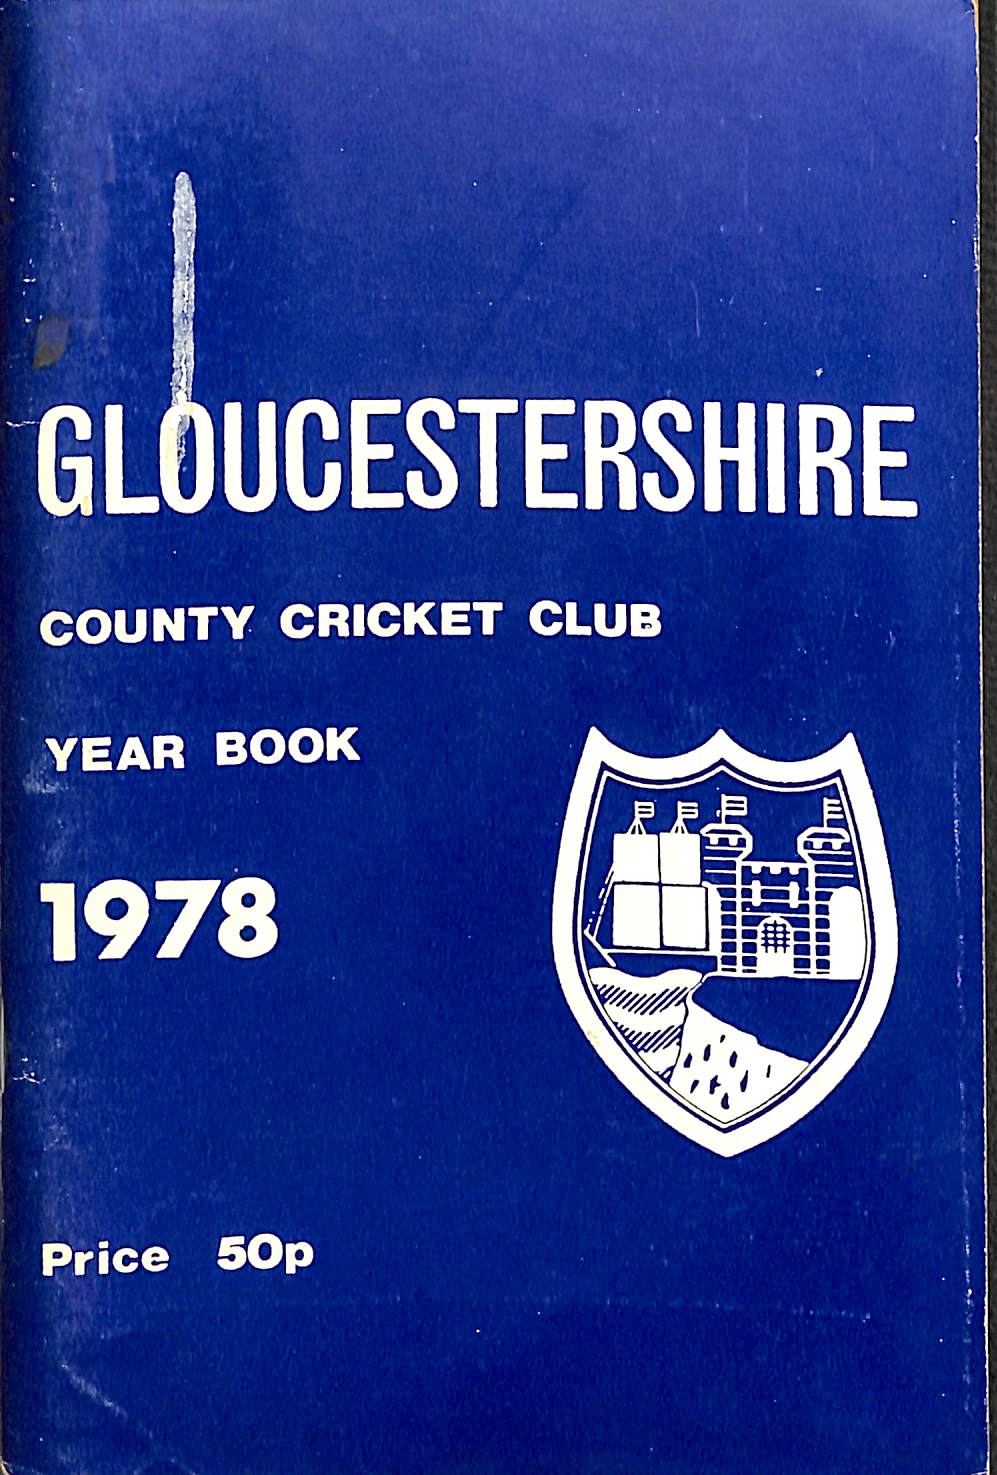 GLOUCESTERSHIRE
COUNTY CRICKET CLUB
YEAR BOOK
1978
Price 50p